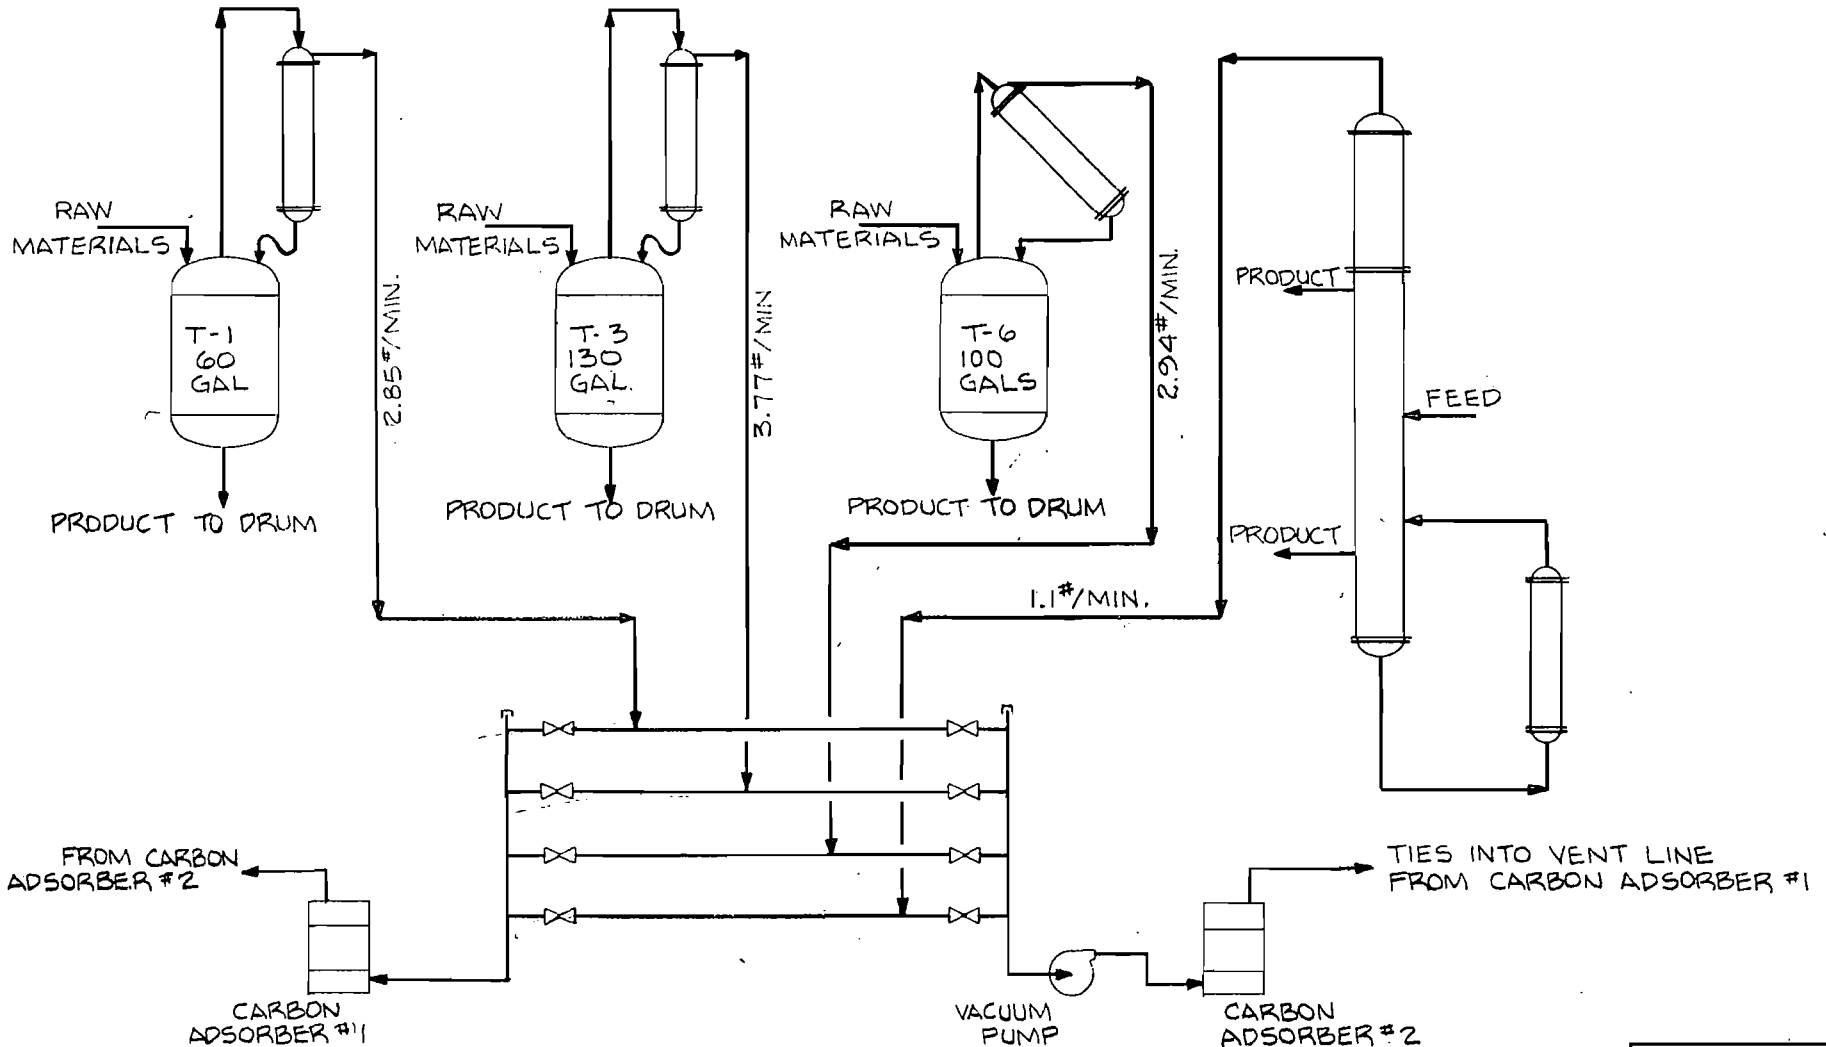 RAW
MATERIALS
RAW
MATERIALS
RAW
MATERIALS
T-1
60
GAL
T-3
130
GAL.
T-6
100
GALS
2.85#/MIN.
3.77#/MIN
2.94#/MIN.
PRODUCT
FEED
PRODUCT
PRODUCT TO DRUM
PRODUCT TO DRUM
PRODUCT TO DRUM
1.1#/MIN.
FROM CARBON
ADSORBER #2
TIES INTO VENT LINE
FROM CARBON ADSORBER #1
CARBON
ADSORBER #1
VACUUM
PUMP
CARBON
ADSORBER #2